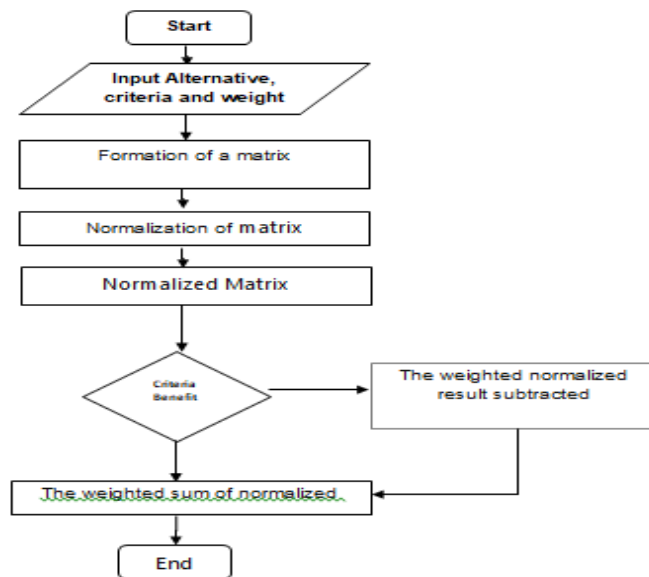 Start
Input Alternative,
criteria and weight
Formation of a matrix
Normalization of matrix
Normalized Matrix
Criteria
Benefit
The weighted normalized
result subtracted
The weighted sum of normalized
End